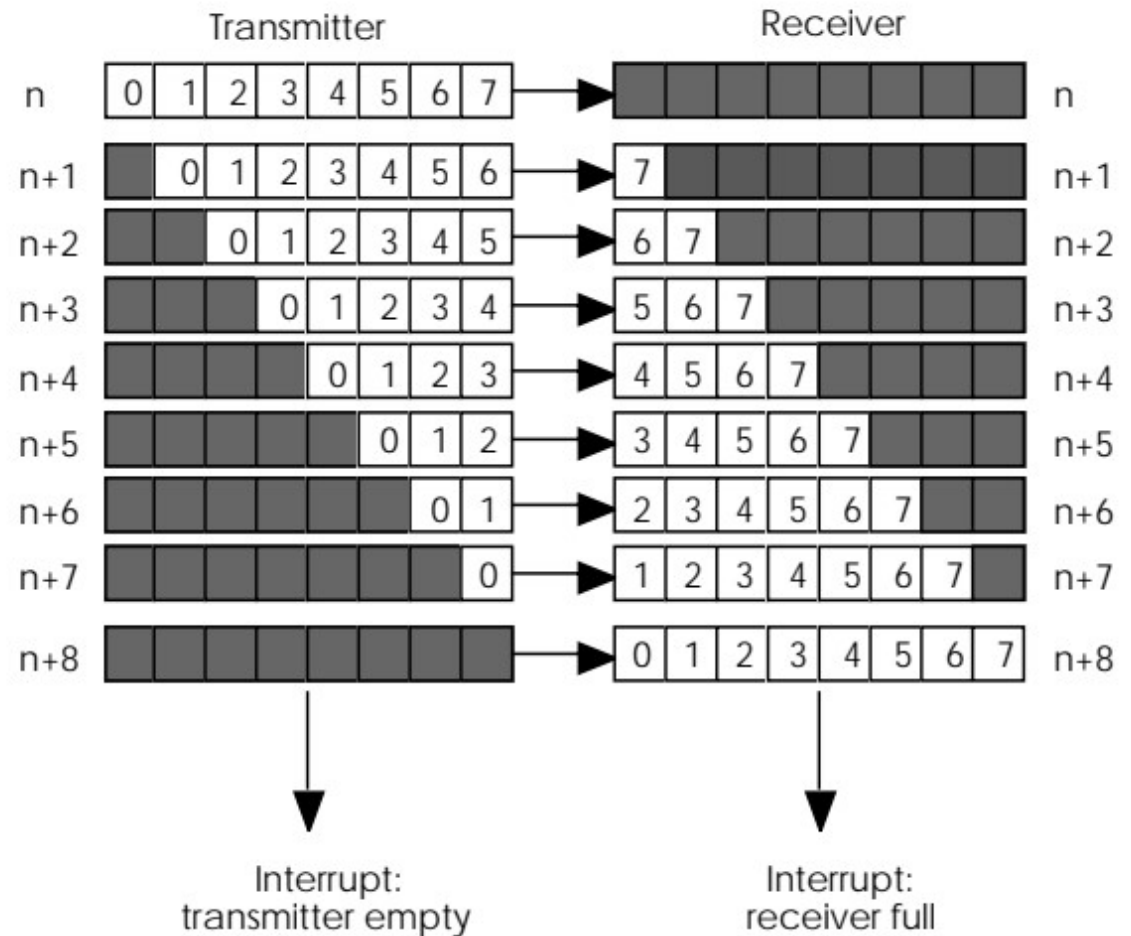 Transmitter Receiver
n 0 1 2 3 4 5 6 7 n
n+1 0 1 2 3 4 5 6 7 n+1
n+2 0 1 2 3 4 5 6 7 n+2
n+3 0 1 2 3 4 5 6 7 n+3
n+4 0 1 2 3 4 5 6 7 n+4
n+5 0 1 2 3 4 5 6 7 n+5
n+6 0 1 2 3 4 5 6 7 n+6
n+7 0 1 2 3 4 5 6 7 n+7
n+8 0 1 2 3 4 5 6 7 n+8
Interrupt:
transmitter empty
Interrupt:
receiver full